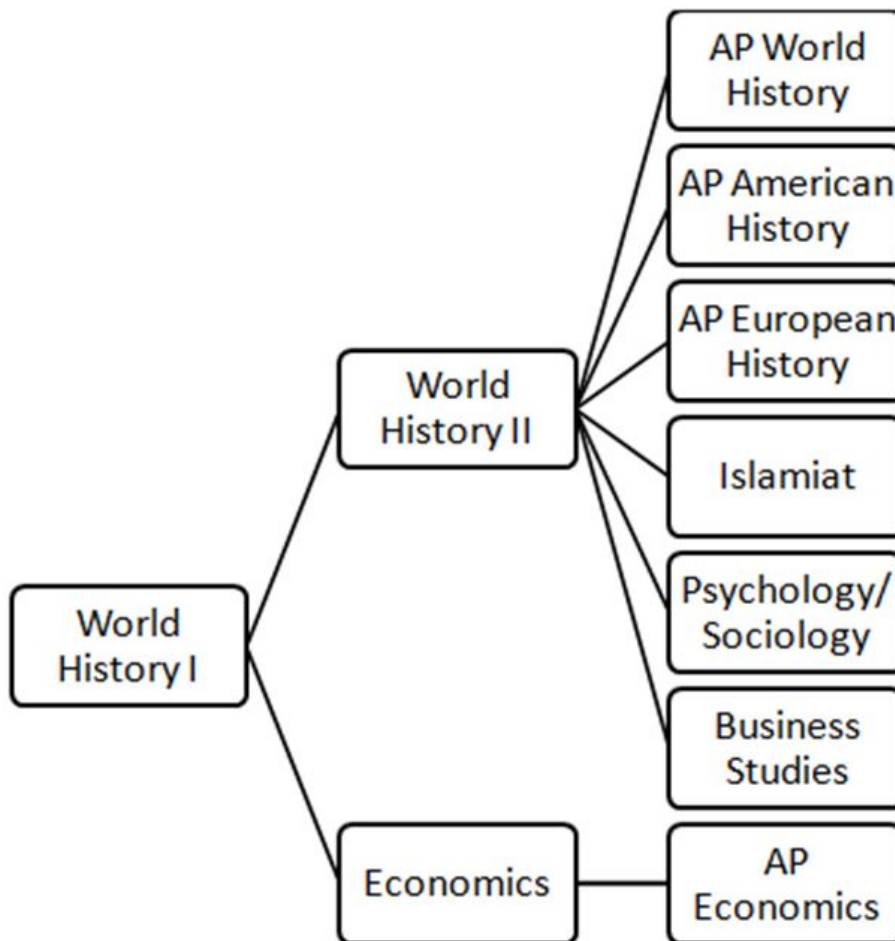 World
History I
World
History II
Economics
AP World
History
AP American
History
AP European
History
Islamiat
Psychology/
Sociology
Business
Studies
AP
Economics